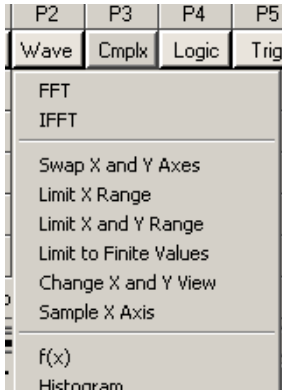 P2 P3 P4 P5
Wave Cmplx Logic Trig
FFT
IFFT
Swap X and Y Axes
Limit X Range
Limit X and Y Range
Limit to Finite Values
Change X and Y View
Sample X Axis
f(x)
Histogram